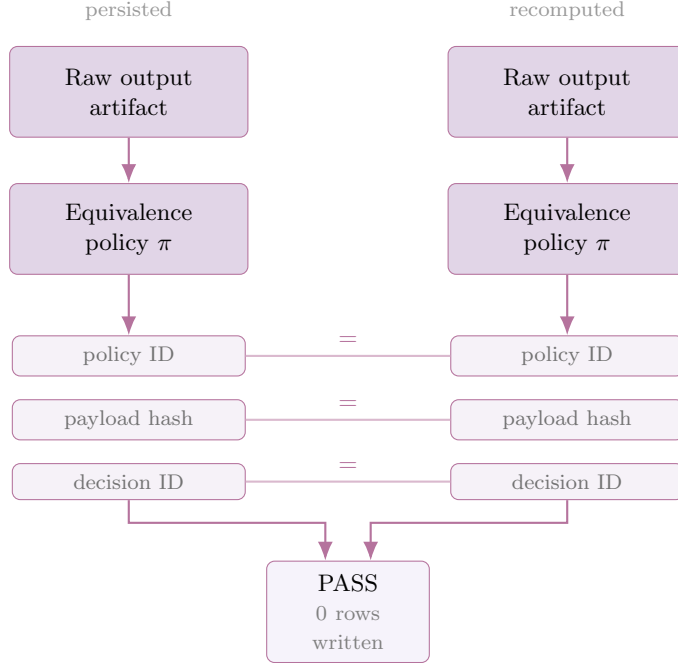 persisted
recomputed
Raw output
artifact
Raw output
artifact
Equivalence
policy π
Equivalence
policy π
policy ID
=
policy ID
payload hash
=
payload hash
decision ID
=
decision ID
PASS
0 rows
written